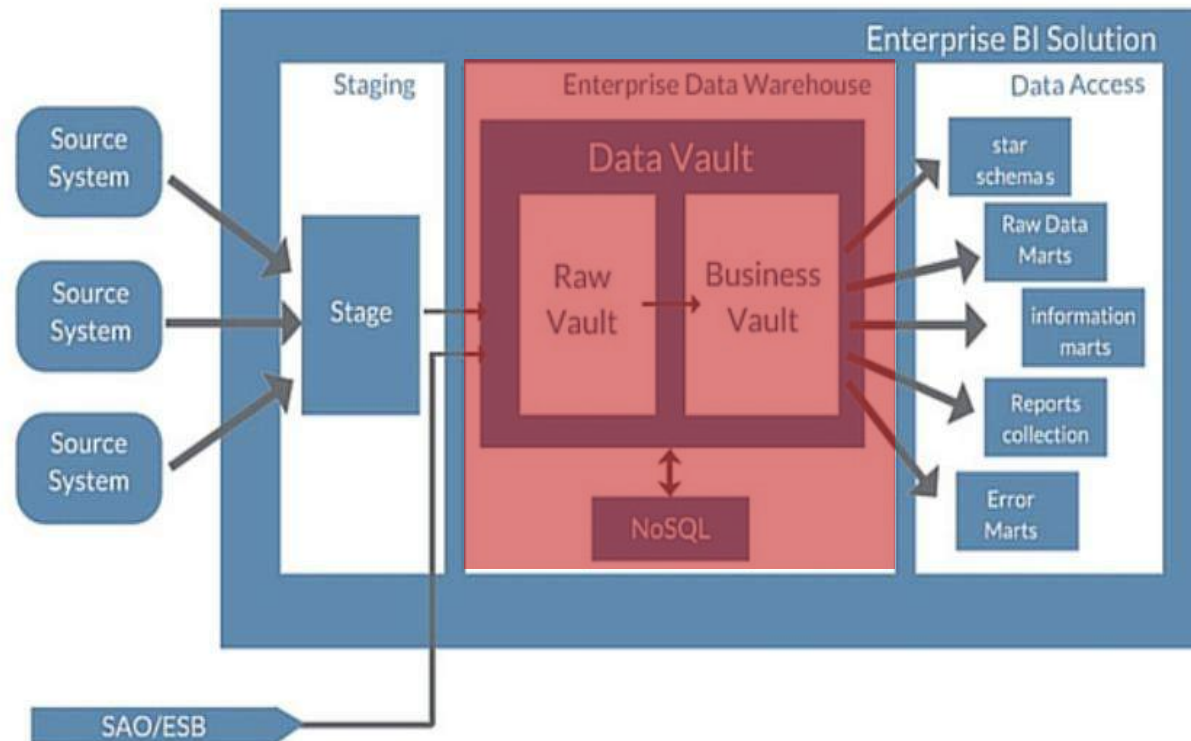 Enterprise BI Solution
Staging
Enterprise Data Warehouse
Data Access
Source
System
Source
System
Source
System
Stage
Data Vault
Raw
Vault
Business
Vault
NoSQL
star
schemas
Raw Data
Marts
information
marts
Reports
collection
Error
Marts
SAO/ESB